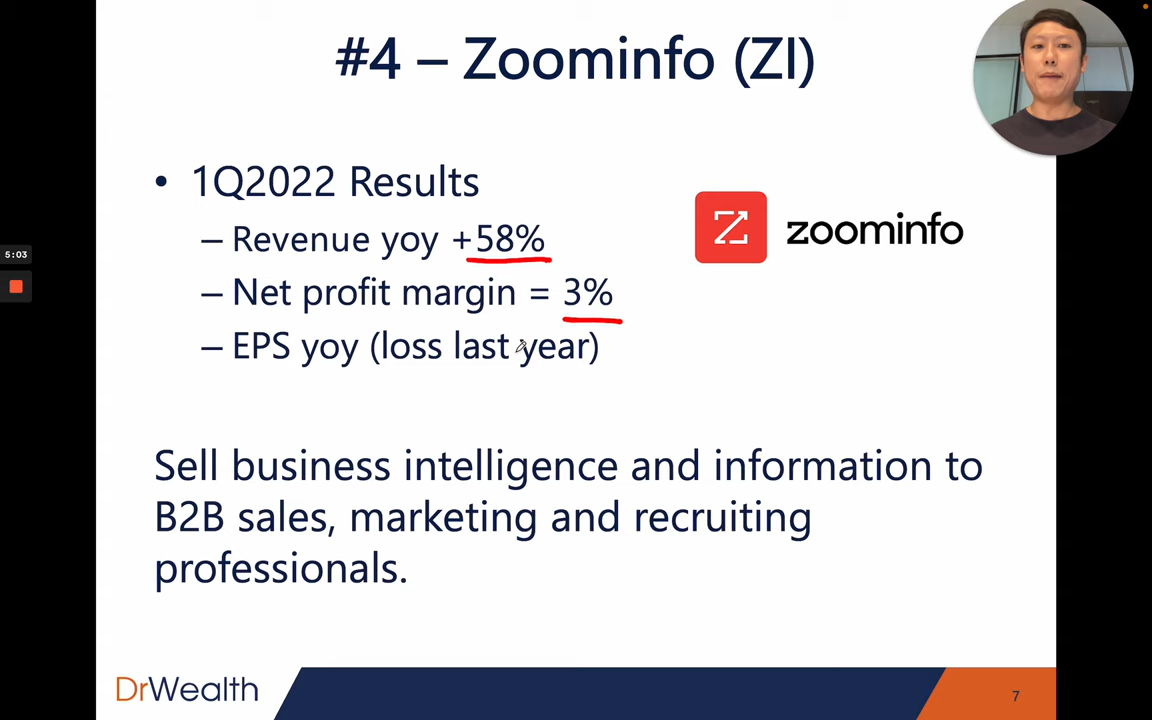 #4 – Zoominfo (ZI)
• 1Q2022 Results
– Revenue yoy +58%
– Net profit margin = 3%
– EPS yoy (loss last year)
zoominfo
5:03
Sell business intelligence and information to
B2B sales, marketing and recruiting
professionals.
DrWealth
7